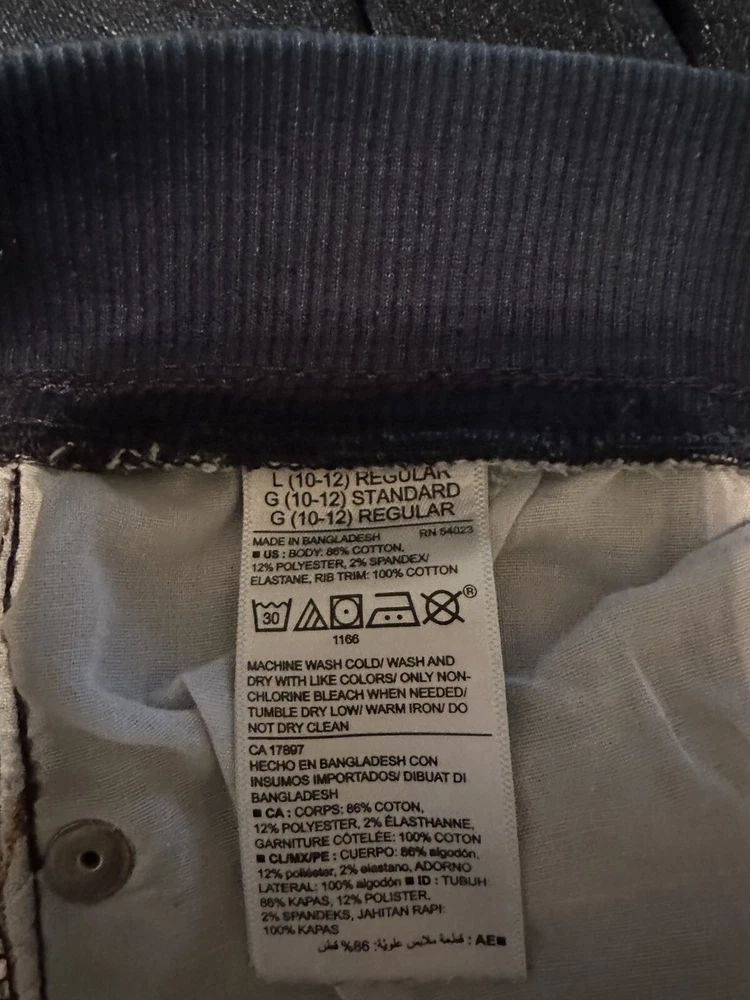 L (10-12) REGULAR
G (10-12) STANDARD
G (10-12) REGULAR
MADE IN BANGLADESH RN 54023
■ US : BODY: 86% COTTON,
12% POLYESTER, 2% SPANDEX/
ELASTANE, RIB TRIM: 100% COTTON
30 ®
1166
MACHINE WASH COLD/ WASH AND
DRY WITH LIKE COLORS/ ONLY NON-
CHLORINE BLEACH WHEN NEEDED/
TUMBLE DRY LOW/ WARM IRON/ DO
NOT DRY CLEAN
CA 17897
HECHO EN BANGLADESH CON
INSUMOS IMPORTADOS/ DIBUAT DI
BANGLADESH
■ CA : CORPS: 86% COTON,
12% POLYESTER, 2% ÉLASTHANNE,
GARNITURE CÔTELÉE: 100% COTON
■ CL/MX/PE : CUERPO: 86% algodón,
12% poliéster, 2% elastano, ADORNO
LATERAL: 100% algodón ■ ID : TUBUH:
86% KAPAS, 12% POLISTER,
2% SPANDEKS, JAHITAN RAPI:
100% KAPAS
■AE : قطعة ملابس علويّة: 86% قطن